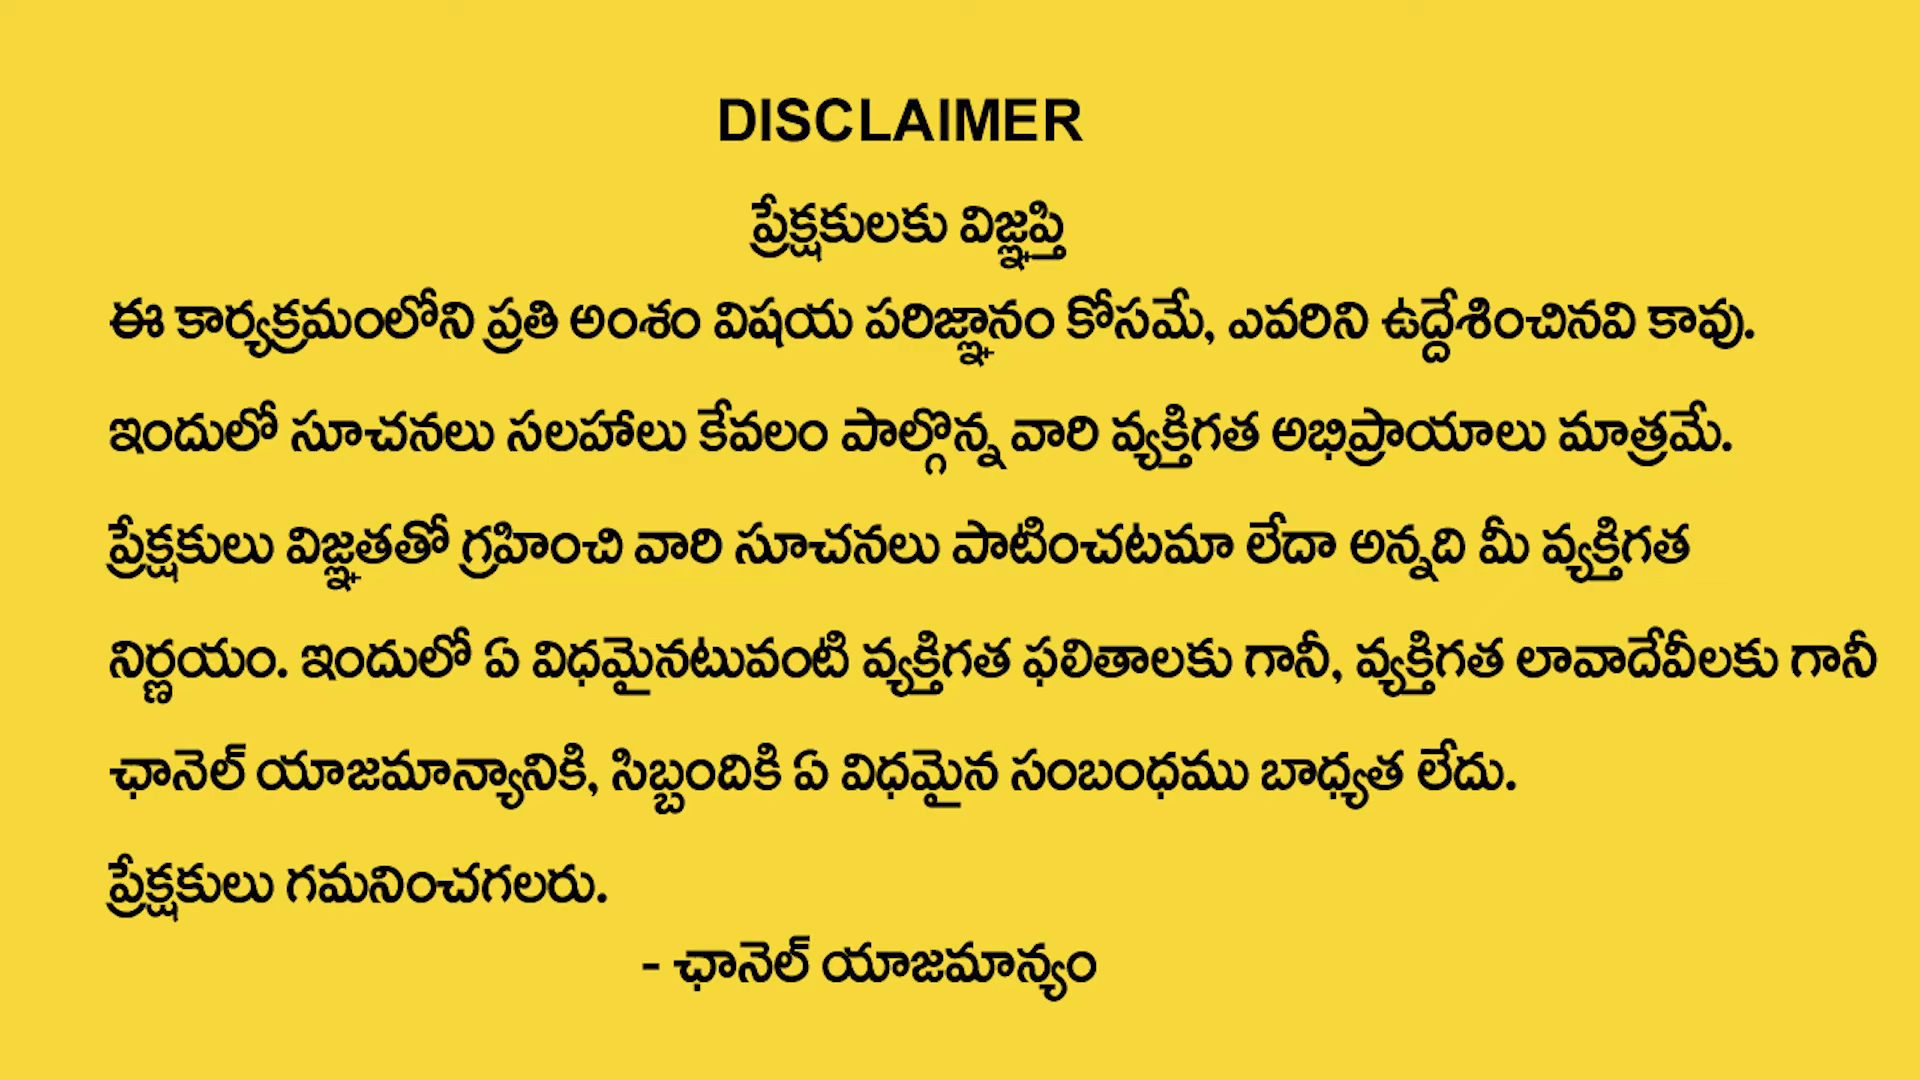 DISCLAIMER
ప్రేక్షకులకు విజ్ఞప్తి
ఈ కార్యక్రమంలోని ప్రతి అంశం విషయ పరిజ్ఞానం కోసమే, ఎవరిని ఉద్దేశించినవి కావు.
ఇందులో సూచనలు సలహాలు కేవలం పాల్గొన్న వారి వ్యక్తిగత అభిప్రాయాలు మాత్రమే.
ప్రేక్షకులు విజ్ఞతతో గ్రహించి వారి సూచనలు పాటించటమా లేదా అన్నది మీ వ్యక్తిగత
నిర్ణయం. ఇందులో ఏ విధమైనటువంటి వ్యక్తిగత ఫలితాలకు గానీ, వ్యక్తిగత లావాదేవీలకు గానీ
ఛానెల్ యాజమాన్యానికి, సిబ్బందికి ఏ విధమైన సంబంధము బాధ్యత లేదు.
ప్రేక్షకులు గమనించగలరు.
- ఛానెల్ యాజమాన్యం